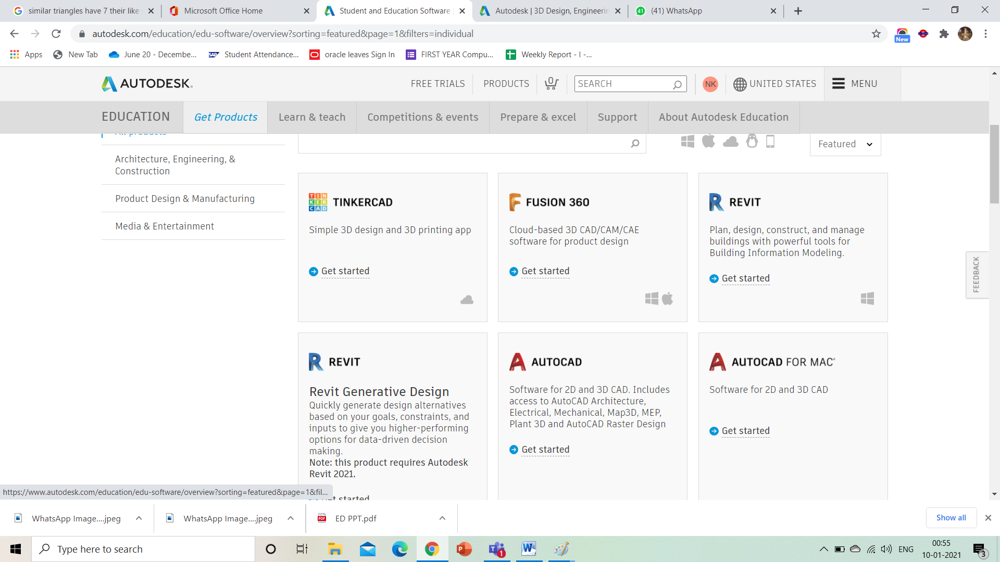 similar triangles have 7 their like
Microsoft Office Home
Student and Education Software
Autodesk | 3D Design, Engineerin
(41) WhatsApp
autodesk.com/education/edu-software/overview?sorting=featured&page=1&filters=individual
New
Apps
New Tab
June 20 - Decembe...
SAP
Student Attendance...
oracle leaves Sign In
FIRST YEAR Compu...
Weekly Report - I -...
AUTODESK
FREE TRIALS
PRODUCTS
0
SEARCH
NK
UNITED STATES
MENU
EDUCATION
Get Products
Learn & teach
Competitions & events
Prepare & excel
Support
About Autodesk Education
All products
Architecture, Engineering, &
Construction
Product Design & Manufacturing
Media & Entertainment
Featured
TINKERCAD
Simple 3D design and 3D printing app
Get started
FUSION 360
Cloud-based 3D CAD/CAM/CAE
software for product design
Get started
REVIT
Plan, design, construct, and manage
buildings with powerful tools for
Building Information Modeling.
Get started
FEEDBACK
REVIT
Revit Generative Design
Quickly generate design alternatives
based on your goals, constraints, and
inputs to give you higher-performing
options for data-driven decision
making.
Note: this product requires Autodesk
Revit 2021.
Get started
AUTOCAD
Software for 2D and 3D CAD. Includes
access to AutoCAD Architecture,
Electrical, Mechanical, Map3D, MEP,
Plant 3D and AutoCAD Raster Design
Get started
AUTOCAD FOR MAC®
Software for 2D and 3D CAD
Get started
https://www.autodesk.com/education/edu-software/overview?sorting=featured&page=1&fil...
WhatsApp Image....jpeg
WhatsApp Image....jpeg
PDF
ED PPT.pdf
Show all
Type here to search
1
ENG
00:55
10-01-2021
3